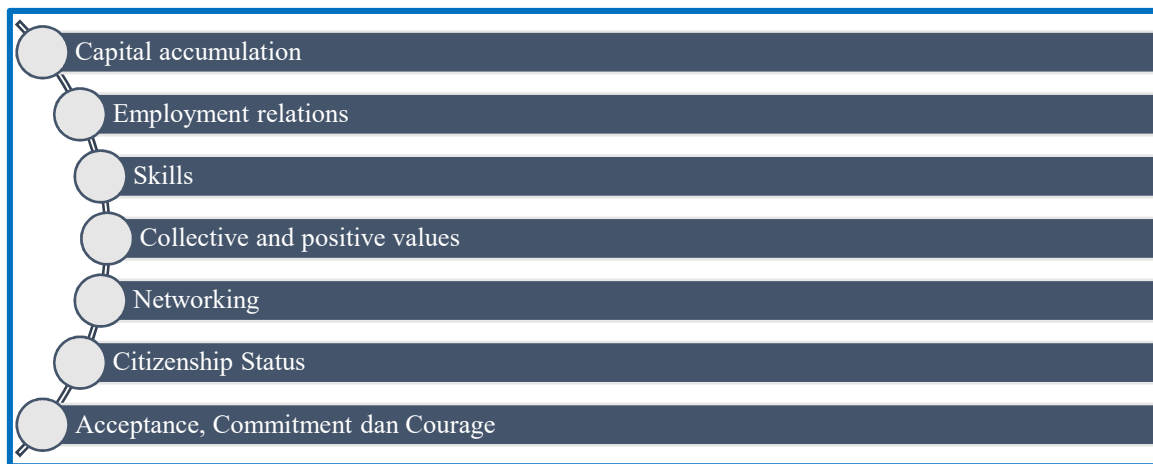 Capital accumulation
Employment relations
Skills
Collective and positive values
Networking
Citizenship Status
Acceptance, Commitment dan Courage